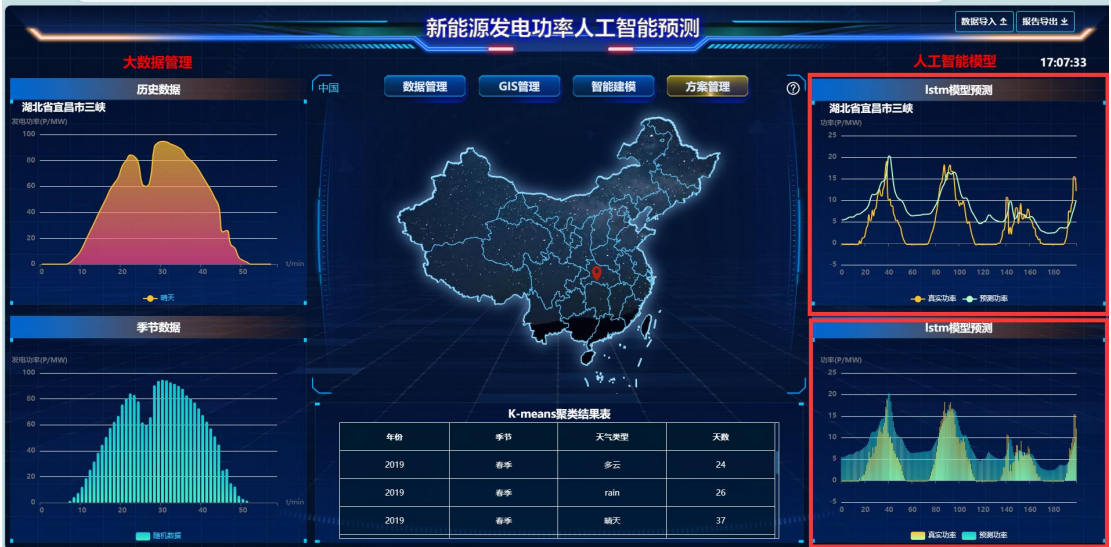 新能源发电功率人工智能预测
数据导入
报告导出
大数据管理
人工智能模型
17:07:33
历史数据
湖北省宜昌市三峡
发电功率(P/MW)
100
80
60
40
20
0
0 10 20 30 40 50 t/min
晴天
季节数据
发电功率(P/MW)
100
80
60
40
20
0
0 10 20 30 40 50 t/min
随机数据
中国
数据管理
GIS管理
智能建模
方案管理
?
K-means聚类结果表
年份 季节 天气类型 天数
2019 春季 多云 24
2019 春季 rain 26
2019 春季 晴天 37
lstm模型预测
湖北省宜昌市三峡
功率(P/MW)
25
20
15
10
5
0
-5
0 20 40 60 80 100 120 140 160 180
真实功率 预测功率
lstm模型预测
功率(P/MW)
25
20
15
10
5
0
-5
0 20 40 60 80 100 120 140 160 180
真实功率 预测功率